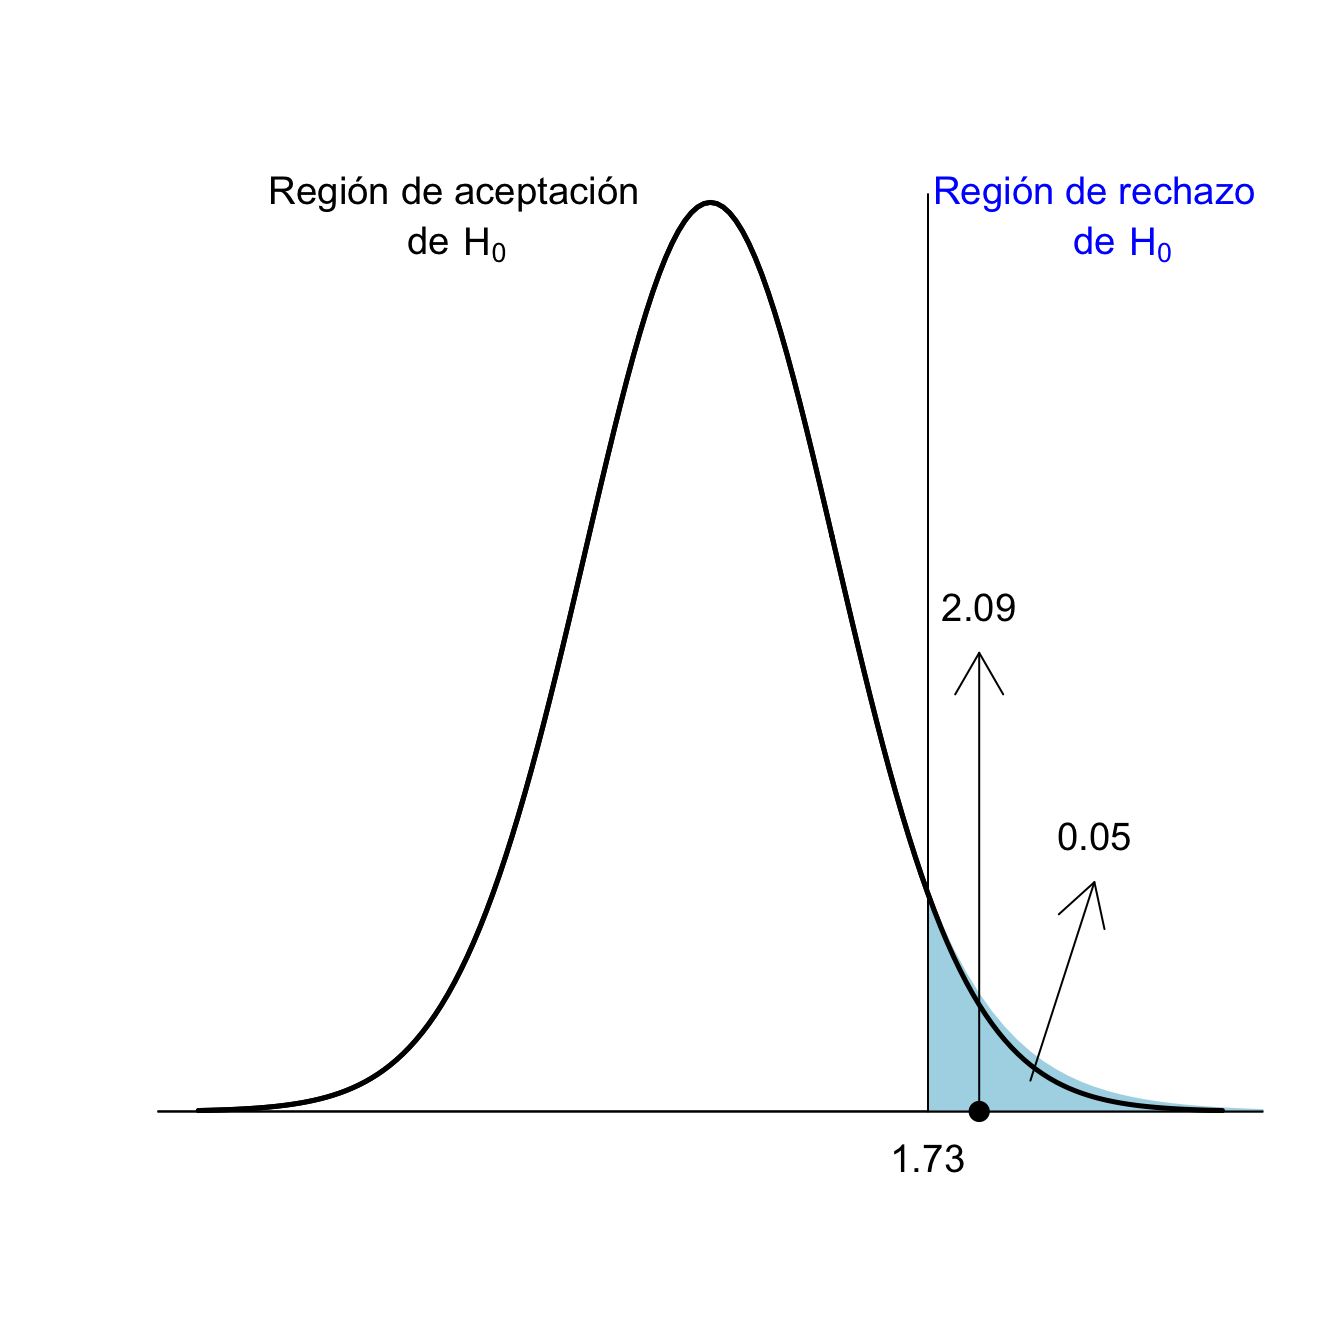 Región de aceptación
de H₀
Región de rechazo
de H₀
2.09
0.05
1.73